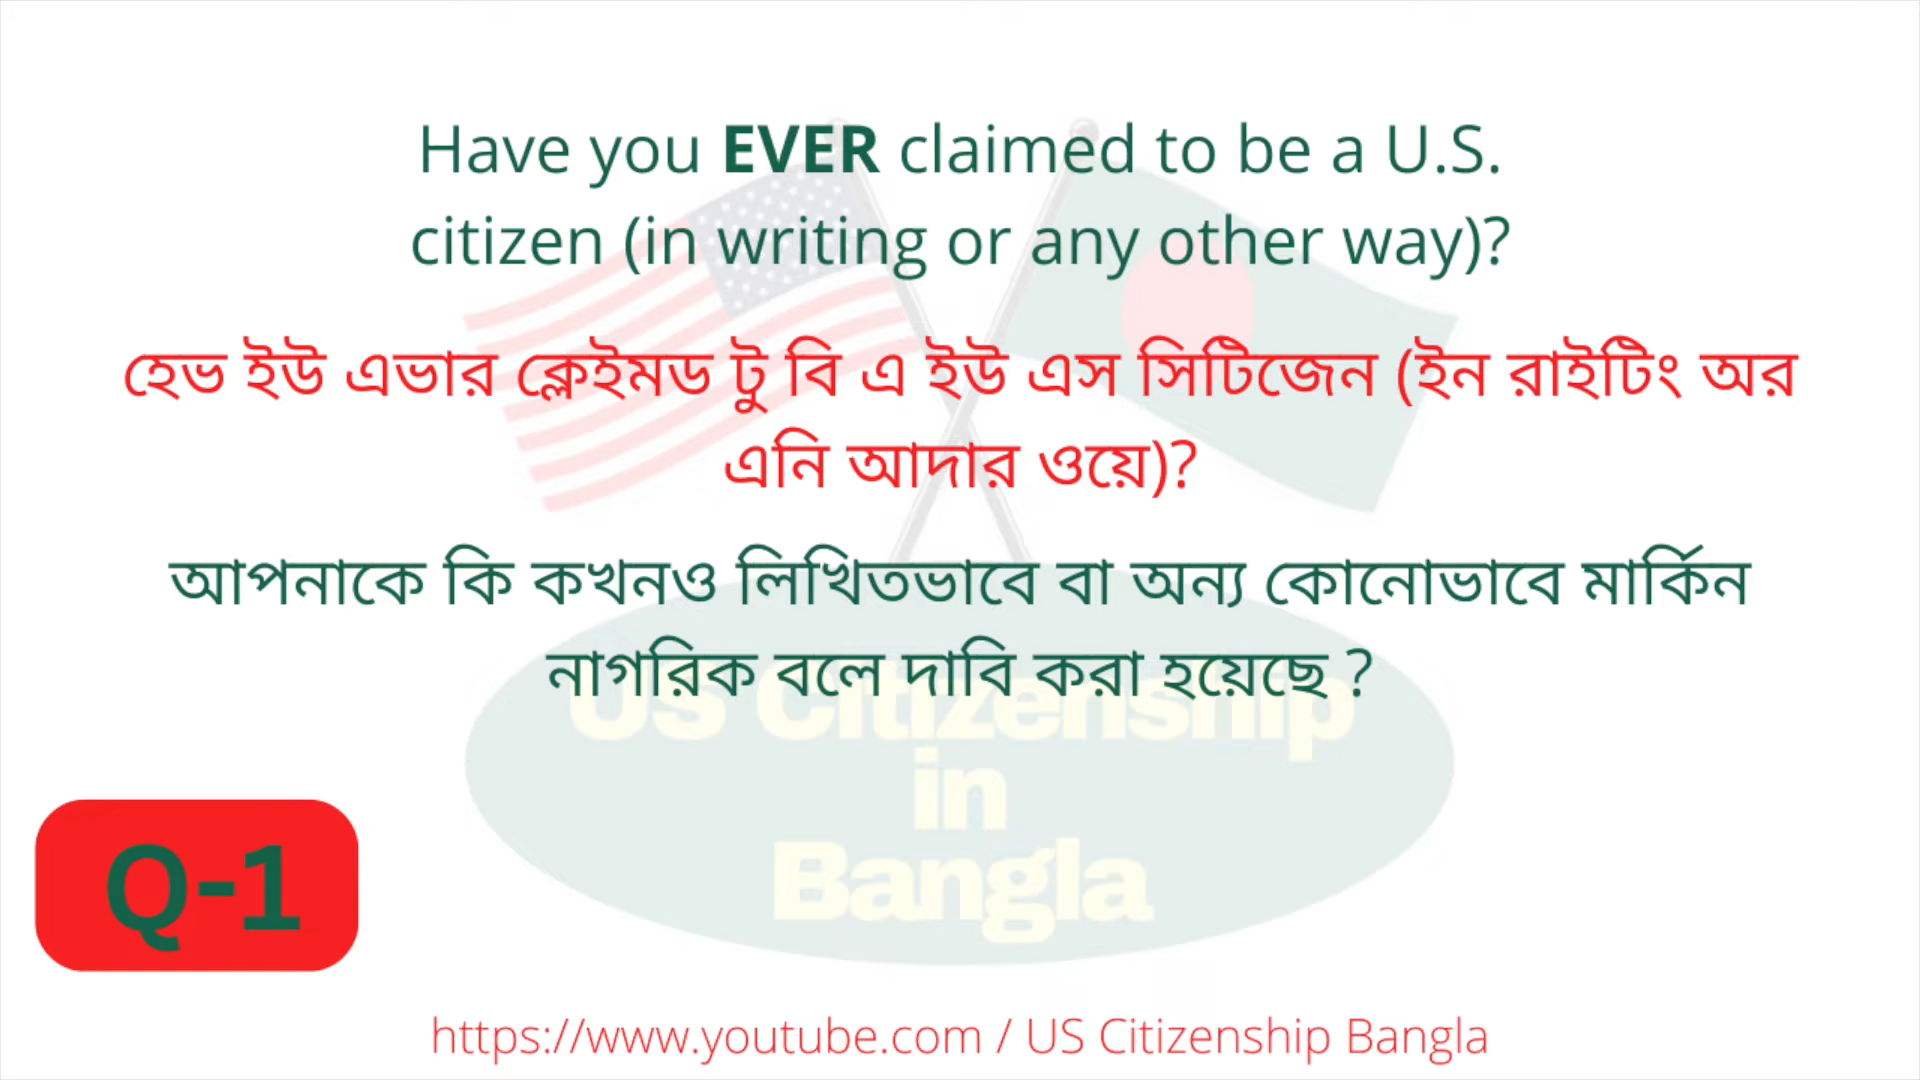 Have you EVER claimed to be a U.S.
citizen (in writing or any other way)?
হেভ ইউ এভার ক্লেইমড টু বি এ ইউ এস সিটিজেন (ইন রাইটিং অর
এনি আদার ওয়ে)?
আপনাকে কি কখনও লিখিতভাবে বা অন্য কোনোভাবে মার্কিন
নাগরিক বলে দাবি করা হয়েছে ?
US Citizenship
in
Bangla
Q-1
https://www.youtube.com / US Citizenship Bangla